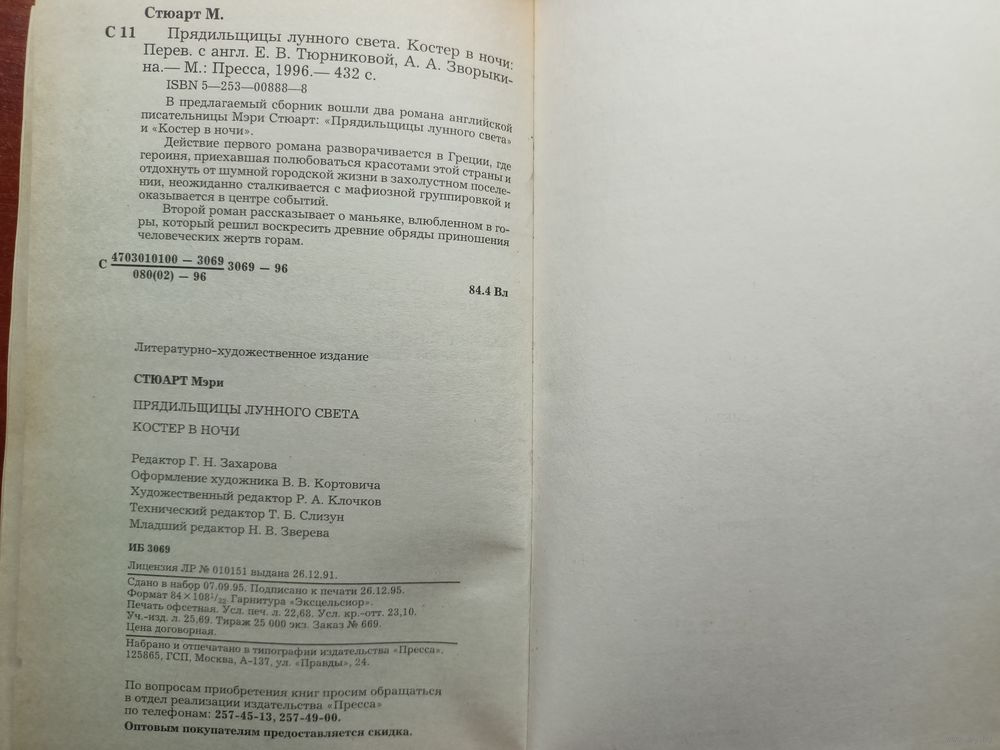 Стюарт М.
С 11 Прядильщицы лунного света. Костер в ночи:
Перев. с англ. Е. В. Тюрниковой, А. А. Зворыки-
на.— М.: Пресса, 1996.— 432 с.
ISBN 5—253—00888—8
В предлагаемый сборник вошли два романа английской
писательницы Мэри Стюарт: «Прядильщицы лунного света»
и «Костер в ночи».
Действие первого романа разворачивается в Греции, где
героиня, приехавшая полюбоваться красотами этой страны и
отдохнуть от шумной городской жизни в захолустном поселе-
нии, неожиданно сталкивается с мафиозной группировкой и
оказывается в центре событий.
Второй роман рассказывает о маньяке, влюбленном в го-
ры, который решил воскресить древние обряды приношения
человеческих жертв горам.
С 4703010100 — 3069 3069 — 96
080(02) — 96
84.4 Вл
Литературно-художественное издание
СТЮАРТ Мэри
ПРЯДИЛЬЩИЦЫ ЛУННОГО СВЕТА
КОСТЕР В НОЧИ
Редактор Г. Н. Захарова
Оформление художника В. В. Кортовича
Художественный редактор Р. А. Клочков
Технический редактор Т. Б. Слизун
Младший редактор Н. В. Зверева
ИБ 3069
Лицензия ЛР № 010151 выдана 26.12.91.
Сдано в набор 07.09.95. Подписано к печати 26.12.95.
Формат 84×108¹/₃₂ Гарнитура «Эксцельсиор».
Печать офсетная. Усл. печ. л. 22,68. Усл. кр.-отт. 23,10.
Уч.-изд. л. 25,69. Тираж 25 000 экз. Заказ № 669.
Цена договорная.
Набрано и отпечатано в типографии издательства «Пресса».
125865, ГСП, Москва, А-137, ул. «Правды», 24.
По вопросам приобретения книг просим обращаться
в отдел реализации издательства «Пресса»
по телефонам: 257-45-13, 257-49-00.
Оптовым покупателям предоставляется скидка.